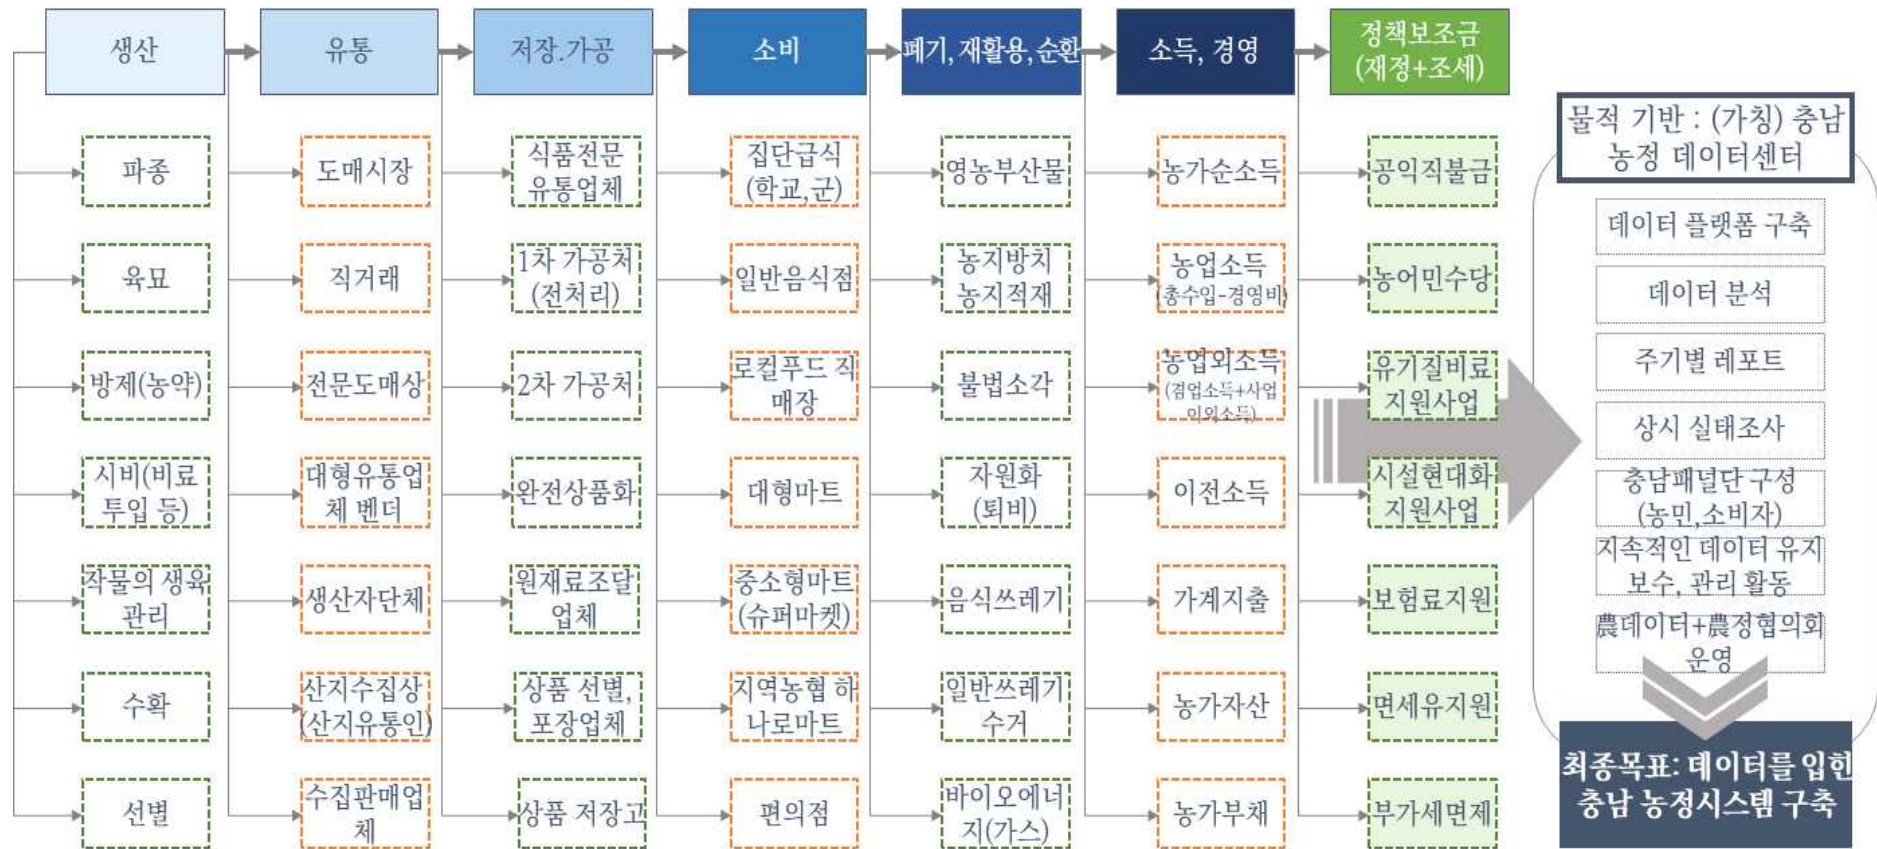 생산
유통
저장.가공
소비
폐기, 재활용, 순환
소득, 경영
정책보조금
(재정+조세)
파종
육묘
방제(농약)
시비(비료
투입 등)
작물의 생육
관리
수확
선별
도매시장
직거래
전문도매상
대형유통업
체 벤더
생산자단체
산지수집상
(산지유통인)
수집판매업
체
식품전문
유통업체
1차 가공처
(전처리)
2차 가공처
완전상품화
원재료조달
업체
상품 선별,
포장업체
상품 저장고
집단급식
(학교,군)
일반음식점
로컬푸드 직
매장
대형마트
중소형마트
(슈퍼마켓)
지역농협 하
나로마트
편의점
영농부산물
농지방치
농지적재
불법소각
자원화
(퇴비)
음식쓰레기
일반쓰레기
수거
바이오에너
지(가스)
농가순소득
농업소득
(총수입-경영비)
농업외소득
(겸업소득+사업
이외소득)
이전소득
가계지출
농가자산
농가부채
공익직불금
농어민수당
유기질비료
지원사업
시설현대화
지원사업
보험료지원
면세유지원
부가세면제
물적 기반 : (가칭) 충남
농정 데이터센터
데이터 플랫폼 구축
데이터 분석
주기별 레포트
상시 실태조사
충남패널단 구성
(농민,소비자)
지속적인 데이터 유지
보수, 관리 활동
農데이터+農정협의회
운영
최종목표: 데이터를 입힌
충남 농정시스템 구축